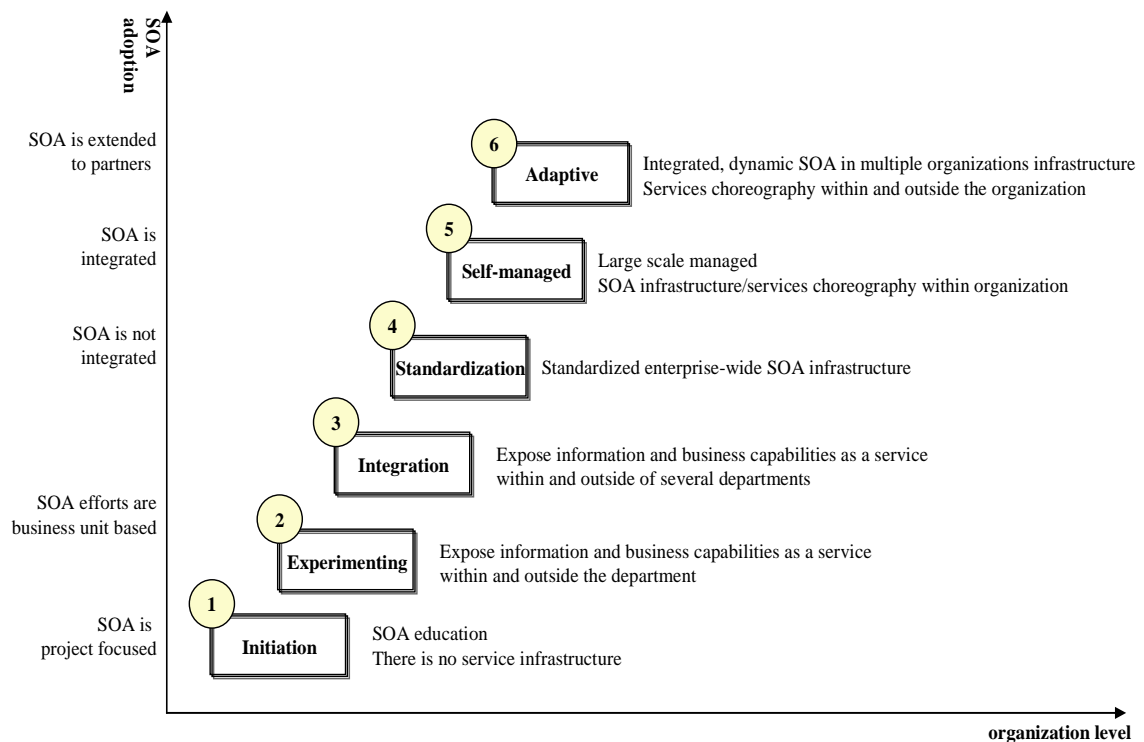 SOA
adoption
SOA is extended
to partners
6
Adaptive
Integrated, dynamic SOA in multiple organizations infrastructure
Services choreography within and outside the organization
SOA is
integrated
5
Self-managed
Large scale managed
SOA infrastructure/services choreography within organization
SOA is not
integrated
4
Standardization
Standardized enterprise-wide SOA infrastructure
3
Integration
Expose information and business capabilities as a service
within and outside of several departments
SOA efforts are
business unit based
2
Experimenting
Expose information and business capabilities as a service
within and outside the department
SOA is
project focused
1
Initiation
SOA education
There is no service infrastructure
organization level